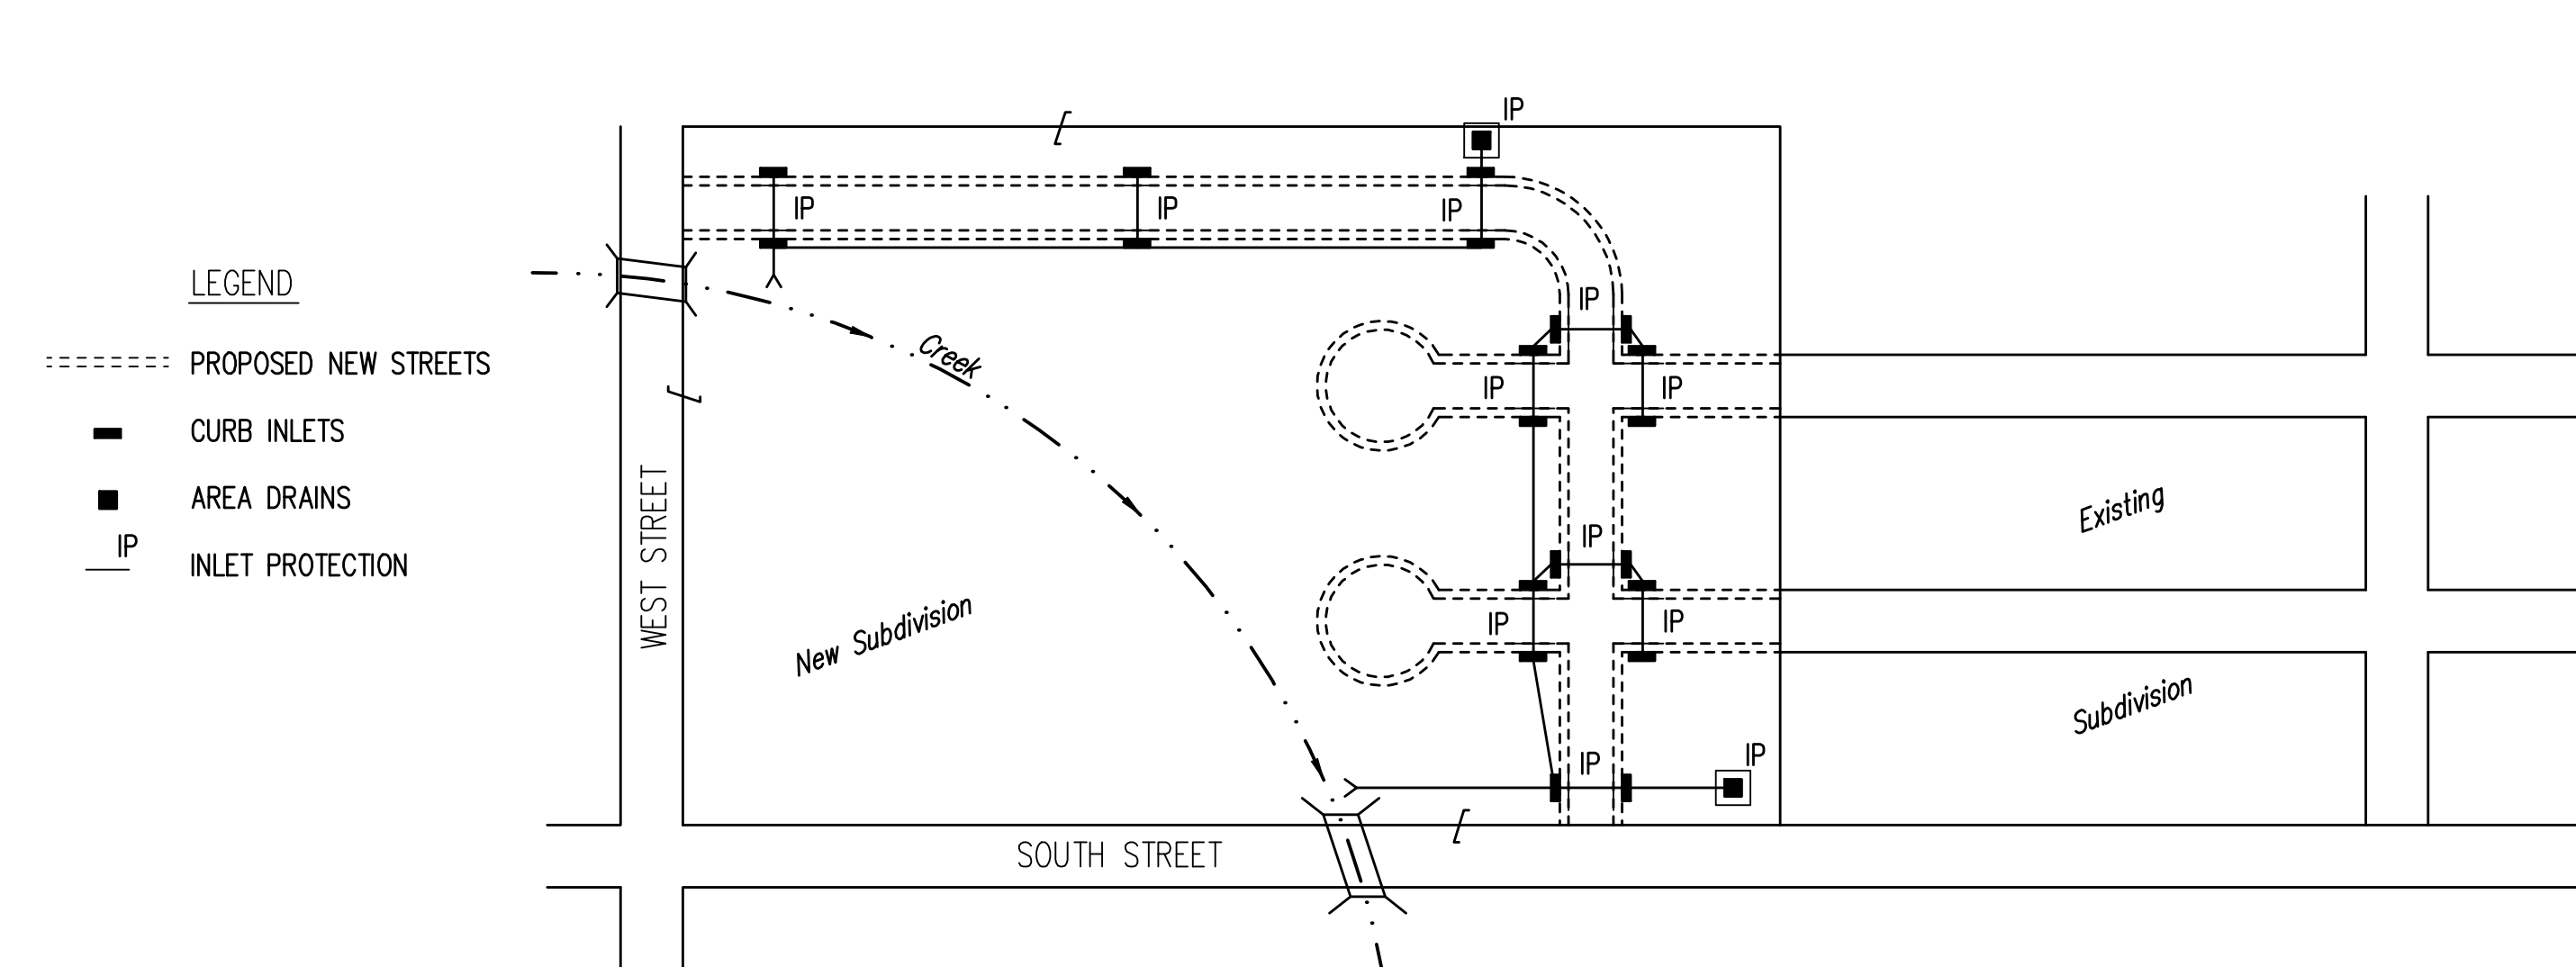 IP
IP
IP
IP
LEGEND
IP
PROPOSED NEW STREETS
Creek
IP
IP
CURB INLETS
AREA DRAINS
Existing
IP
IP
INLET PROTECTION
WEST STREET
IP
IP
New Subdivision
Subdivision
IP
IP
SOUTH STREET